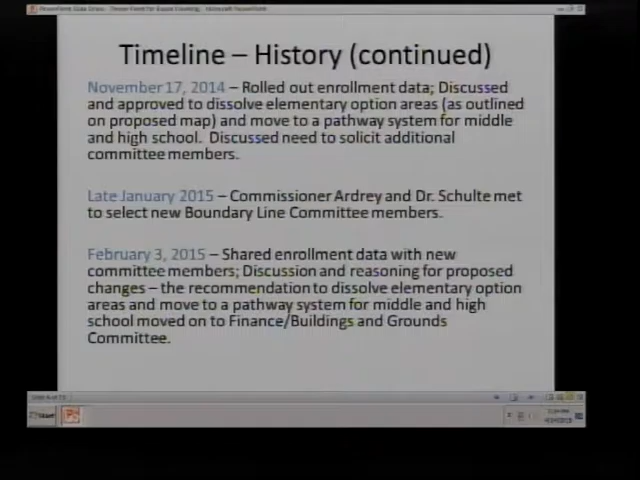 Timeline – History (continued)
November 17, 2014 – Rolled out enrollment data; Discussed
and approved to dissolve elementary option areas (as outlined
on proposed map) and move to a pathway system for middle
and high school.  Discussed need to solicit additional
committee members.
Late January 2015 – Commissioner Ardrey and Dr. Schulte met
to select new Boundary Line Committee members.
February 3, 2015 – Shared enrollment data with new
committee members; Discussion and reasoning for proposed
changes – the recommendation to dissolve elementary option
areas and move to a pathway system for middle and high
school moved on to Finance/Buildings and Grounds
Committee.
Start